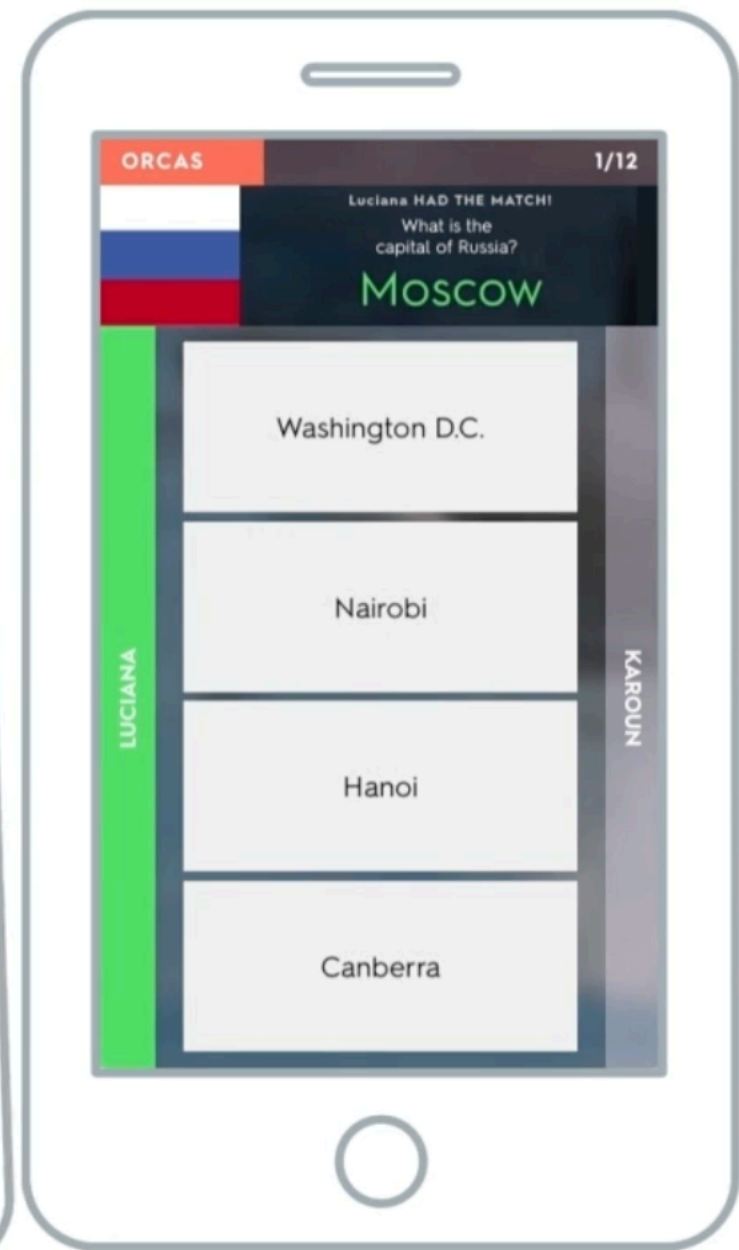 ORCAS
1/12
Luciana HAD THE MATCH!
What is the
capital of Russia?
Moscow
LUCIANA
Washington D.C.
Nairobi
Hanoi
Canberra
KAROUN